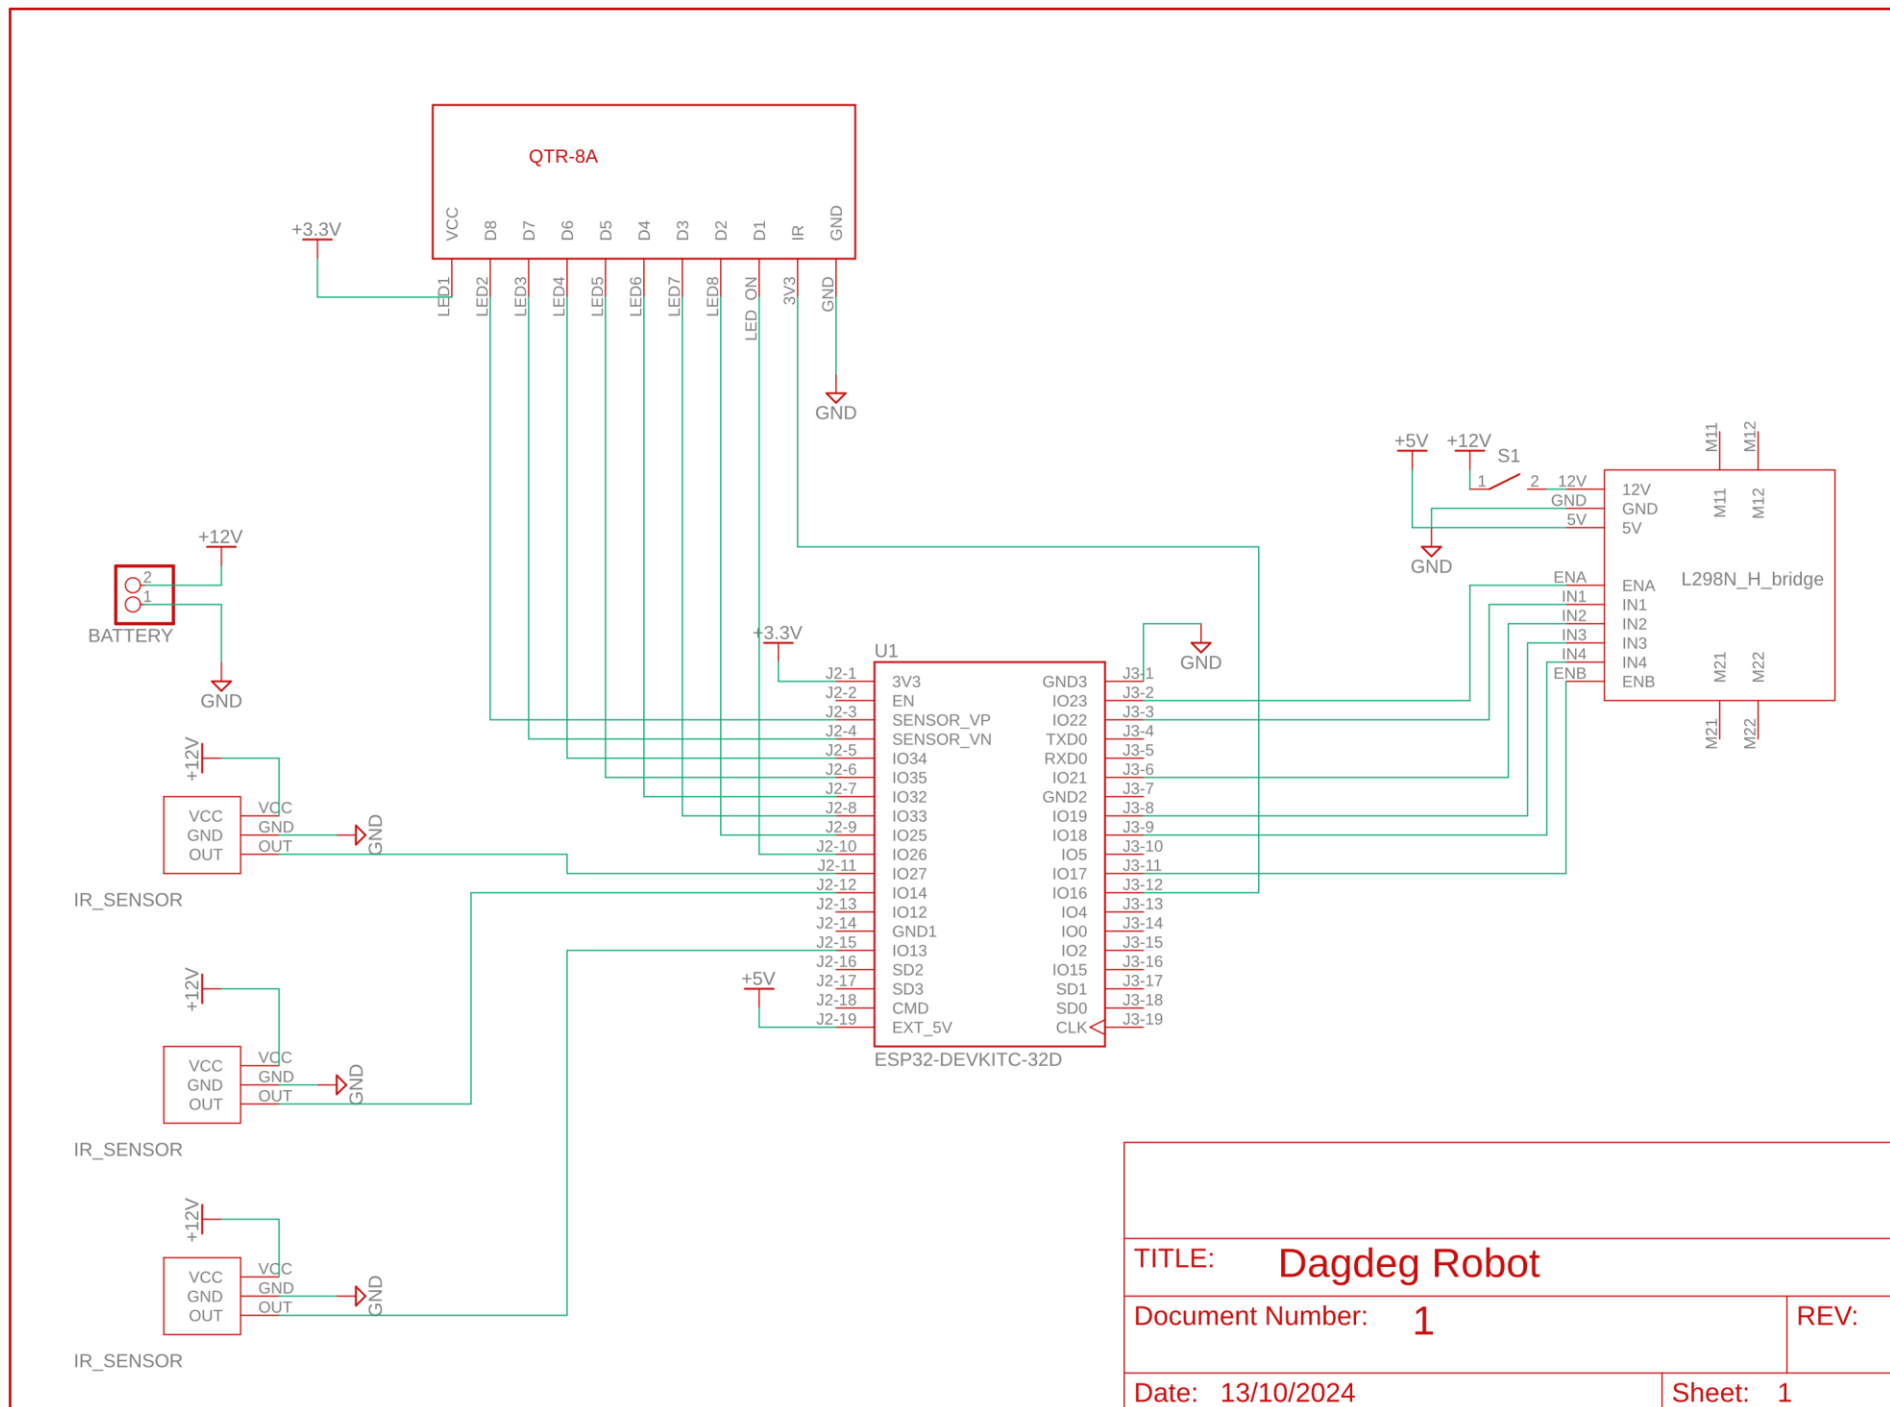 QTR-8A
VCC
D8
D7
D6
D5
D4
D3
D2
D1
IR
GND
+3.3V
LED1
LED2
LED3
LED4
LED5
LED6
LED7
LED8
LED ON
3V3
GND
GND
+5V
+12V
S1
1
2
M11
M12
12V
GND
5V
12V
GND
5V
M11
M12
GND
L298N_H_bridge
ENA
IN1
IN2
IN3
IN4
ENB
ENA
IN1
IN2
IN3
IN4
ENB
M21
M22
M21
M22
+12V
2
1
BATTERY
GND
+3.3V
U1
GND
J2-1
J2-2
J2-3
J2-4
J2-5
J2-6
J2-7
J2-8
J2-9
J2-10
J2-11
J2-12
J2-13
J2-14
J2-15
J2-16
J2-17
J2-18
J2-19
3V3
EN
SENSOR_VP
SENSOR_VN
IO34
IO35
IO32
IO33
IO25
IO26
IO27
IO14
IO12
GND1
IO13
SD2
SD3
CMD
EXT_5V
GND3
IO23
IO22
TXD0
RXD0
IO21
GND2
IO19
IO18
IO5
IO17
IO16
IO4
IO0
IO2
IO15
SD1
SD0
CLK
J3-1
J3-2
J3-3
J3-4
J3-5
J3-6
J3-7
J3-8
J3-9
J3-10
J3-11
J3-12
J3-13
J3-14
J3-15
J3-16
J3-17
J3-18
J3-19
+5V
ESP32-DEVKITC-32D
+12V
VCC
GND
OUT
VCC
GND
OUT
GND
IR_SENSOR
+12V
VCC
GND
OUT
VCC
GND
OUT
GND
IR_SENSOR
+12V
VCC
GND
OUT
VCC
GND
OUT
GND
IR_SENSOR
TITLE: Dagdeg Robot
Document Number: 1
REV:
Date: 13/10/2024
Sheet: 1